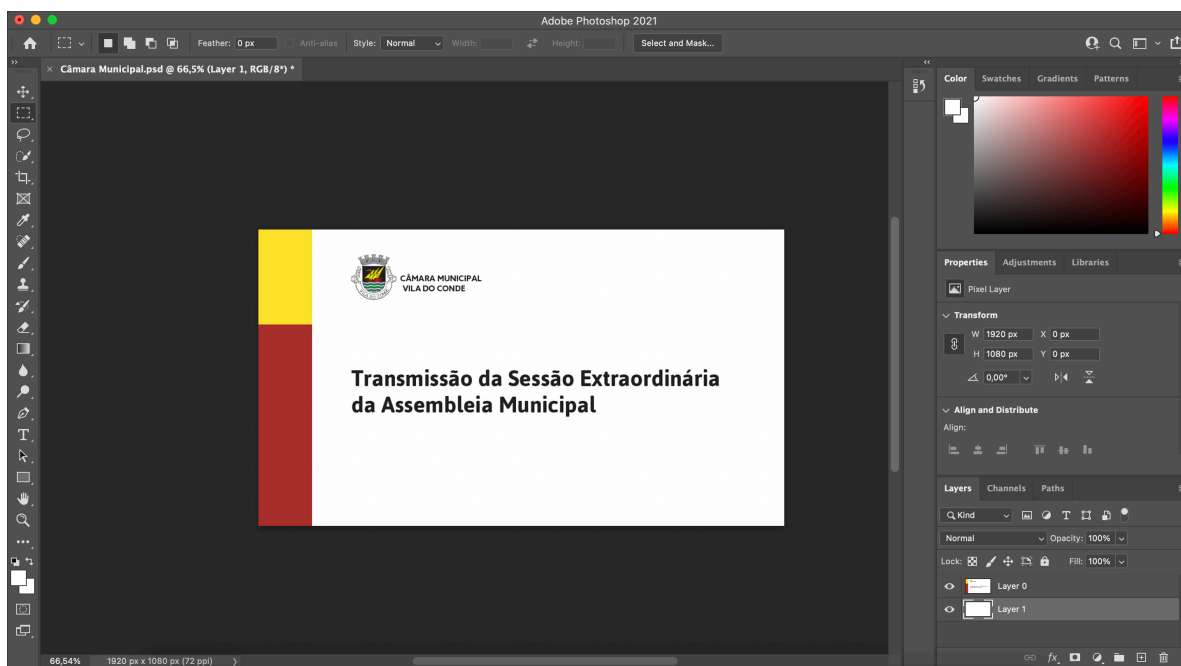 Adobe Photoshop 2021
Feather: 0 px Anti-alias Style: Normal Width: Height: Select and Mask...
× Câmara Municipal.psd @ 66,5% (Layer 1, RGB/8*) *
CÂMARA MUNICIPAL
VILA DO CONDE
VILA DO CONDE
Transmissão da Sessão Extraordinária
da Assembleia Municipal
66,54% 1920 px x 1080 px (72 ppi)
Color Swatches Gradients Patterns
Properties Adjustments Libraries
Pixel Layer
Transform
W 1920 px X 0 px
H 1080 px Y 0 px
0,00°
Align and Distribute
Align:
Layers Channels Paths
Kind
Normal Opacity: 100%
Lock: Fill: 100%
Layer 0
Layer 1